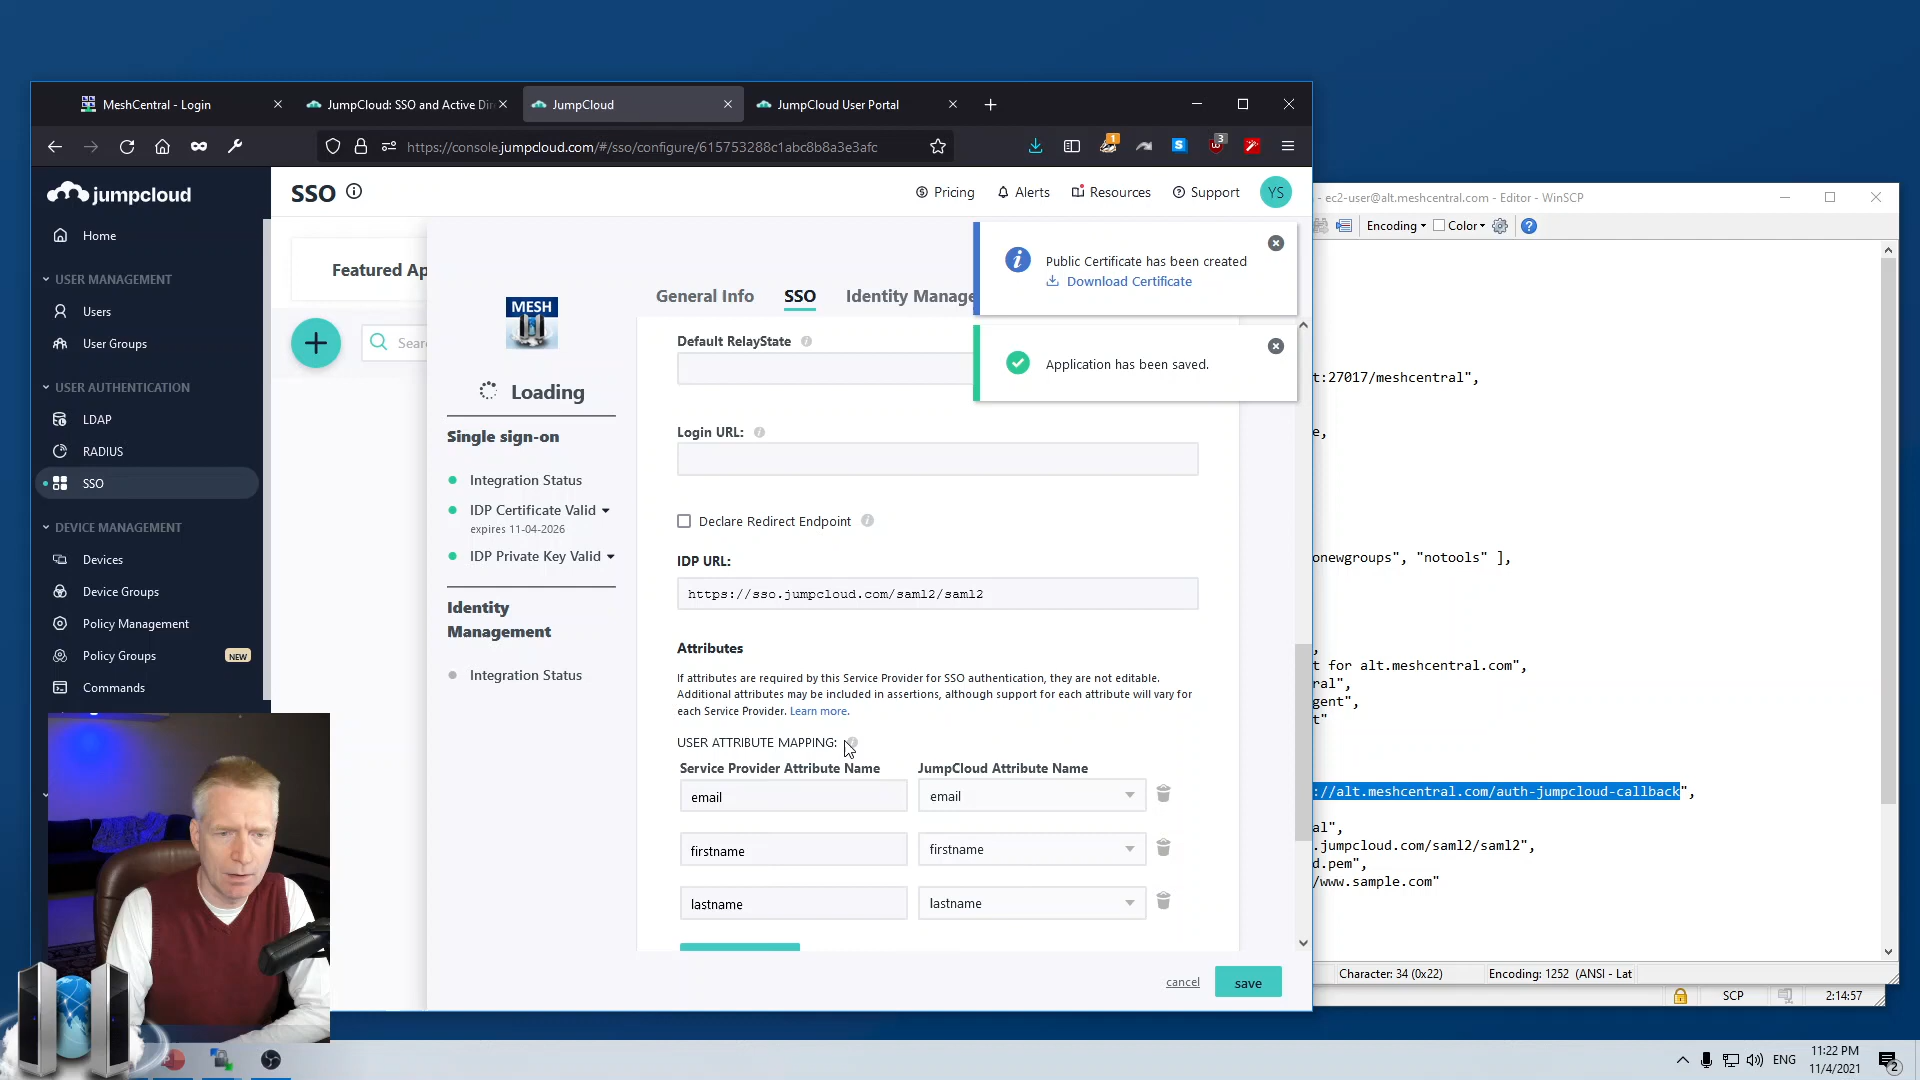 MeshCentral - Login
JumpCloud: SSO and Active Dir
JumpCloud
JumpCloud User Portal
https://console.jumpcloud.com/#/sso/configure/615753288c1abc8b8a3e3afc
1
3
jumpcloud
Home
USER MANAGEMENT
Users
User Groups
USER AUTHENTICATION
LDAP
RADIUS
SSO
DEVICE MANAGEMENT
Devices
Device Groups
Policy Management
Policy Groups
NEW
Commands
SSO
Pricing
Alerts
Resources
Support
YS
Featured Ap
Sear
MESH
Loading
Single sign-on
Integration Status
IDP Certificate Valid
expires 11-04-2026
IDP Private Key Valid
Identity
Management
Integration Status
General Info
SSO
Identity Manage
Public Certificate has been created
Download Certificate
Application has been saved.
Default RelayState
Login URL:
Declare Redirect Endpoint
IDP URL:
https://sso.jumpcloud.com/saml2/saml2
Attributes
If attributes are required by this Service Provider for SSO authentication, they are not editable.
Additional attributes may be included in assertions, although support for each attribute will vary for
each Service Provider. Learn more.
USER ATTRIBUTE MAPPING:
Service Provider Attribute Name
JumpCloud Attribute Name
email
email
firstname
firstname
lastname
lastname
cancel
save
- ec2-user@alt.meshcentral.com - Editor - WinSCP
Encoding
Color
t:27017/meshcentral",
e,
onewgroups", "notools" ],
,
t for alt.meshcentral.com",
ral",
gent",
t"
://alt.meshcentral.com/auth-jumpcloud-callback",
al",
.jumpcloud.com/saml2/saml2",
d.pem",
/www.sample.com"
Character: 34 (0x22)
Encoding: 1252 (ANSI - Lat
SCP
2:14:57
ENG
11:22 PM
11/4/2021
2